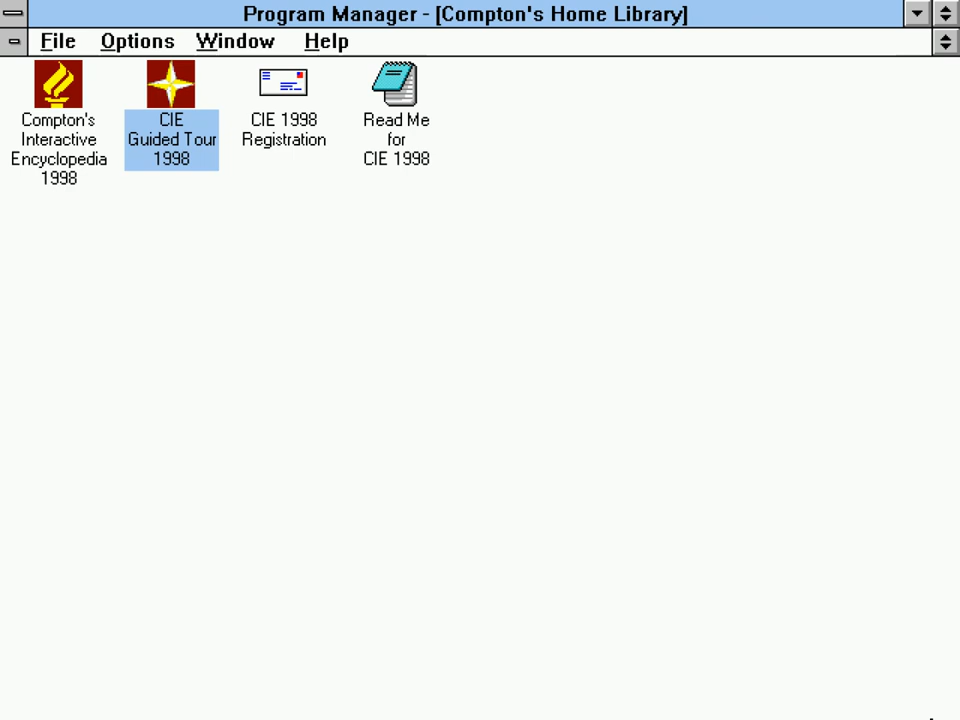 Program Manager - [Compton's Home Library]
File Options Window Help
Compton's
Interactive
Encyclopedia
1998
CIE
Guided Tour
1998
CIE 1998
Registration
Read Me
for
CIE 1998